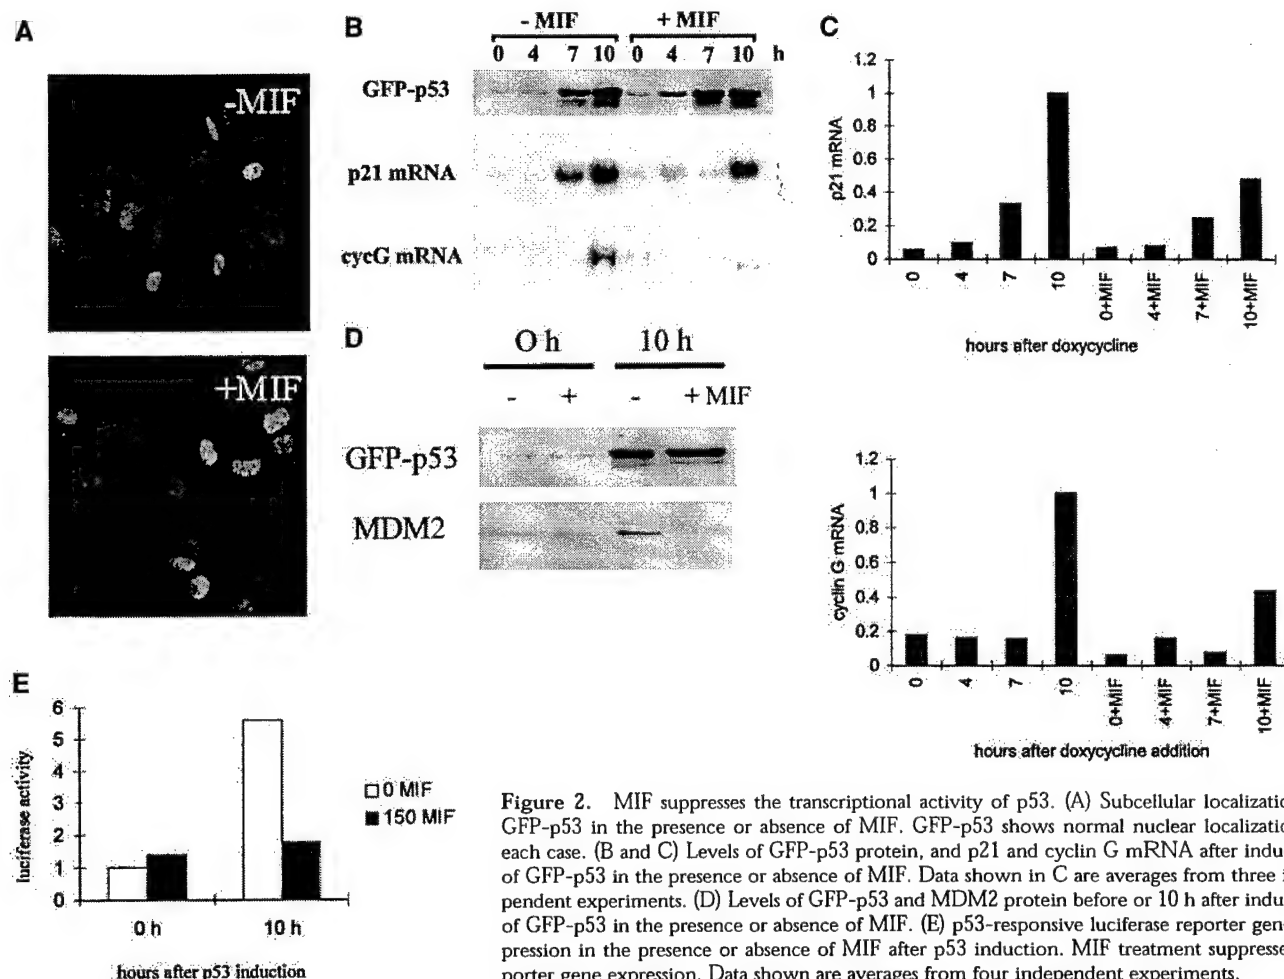 A
-MIF
+MIF
B
- MIF + MIF
0 4 7 10 0 4 7 10 h
GFP-p53
p21 mRNA
cycG mRNA
C
p21 mRNA
1.2
1
0.8
0.6
0.4
0.2
0
0 4 7 10 0+MIF 4+MIF 7+MIF 10+MIF
hours after doxycycline
cyclin G mRNA
1.2
1
0.8
0.6
0.4
0.2
0
0 4 7 10 0+MIF 4+MIF 7+MIF 10+MIF
hours after doxycycline addition
D
O h 10 h
- + - + MIF
GFP-p53
MDM2
E
luciferase activity
6
5
4
3
2
1
0
0 h 10 h
hours after p53 induction
0 MIF
150 MIF
Figure 2. MIF suppresses the transcriptional activity of p53. (A) Subcellular localizatio
GFP-p53 in the presence or absence of MIF. GFP-p53 shows normal nuclear localizatio
each case. (B and C) Levels of GFP-p53 protein, and p21 and cyclin G mRNA after indu
of GFP-p53 in the presence or absence of MIF. Data shown in C are averages from three i
pendent experiments. (D) Levels of GFP-p53 and MDM2 protein before or 10 h after indu
of GFP-p53 in the presence or absence of MIF. (E) p53-responsive luciferase reporter gen
pression in the presence or absence of MIF after p53 induction. MIF treatment suppresse
porter gene expression. Data shown are averages from four independent experiments.